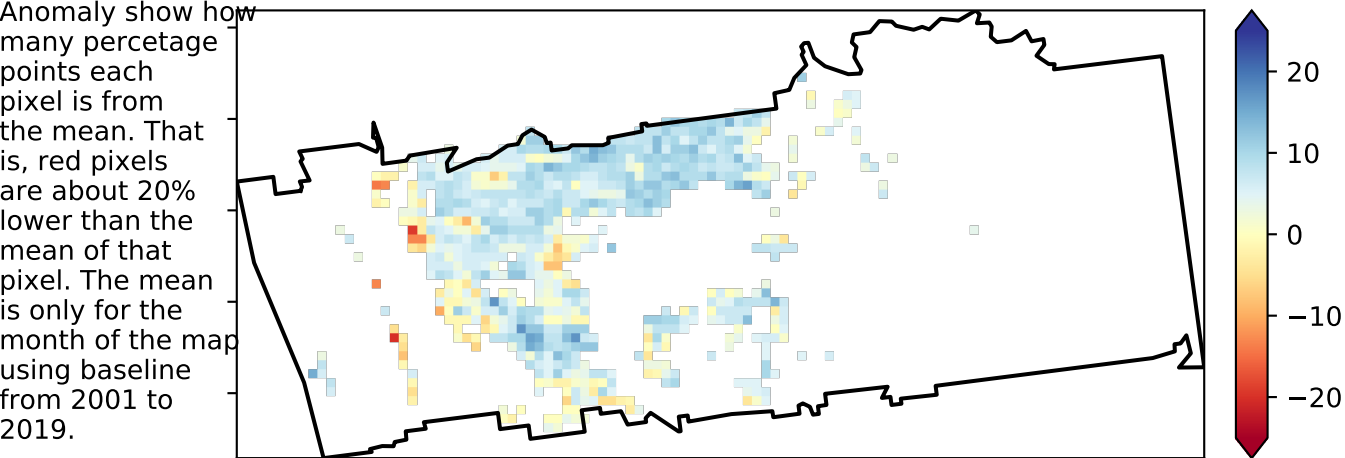 Anomaly show how
many percetage
points each
pixel is from
the mean. That
is, red pixels
are about 20%
lower than the
mean of that
pixel. The mean
is only for the
month of the map
using baseline
from 2001 to
2019.
20
10
0
−10
−20